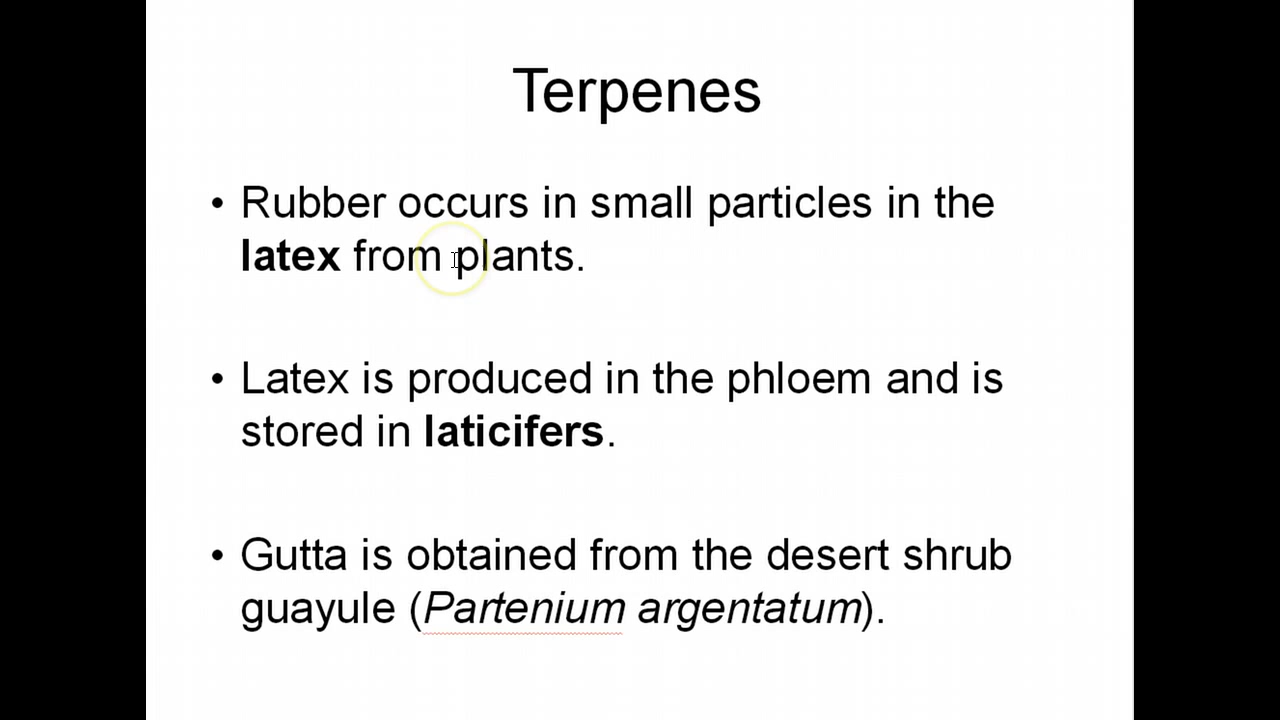 Terpenes
• Rubber occurs in small particles in the
latex from plants.
• Latex is produced in the phloem and is
stored in laticifers.
• Gutta is obtained from the desert shrub
guayule (Partenium argentatum).